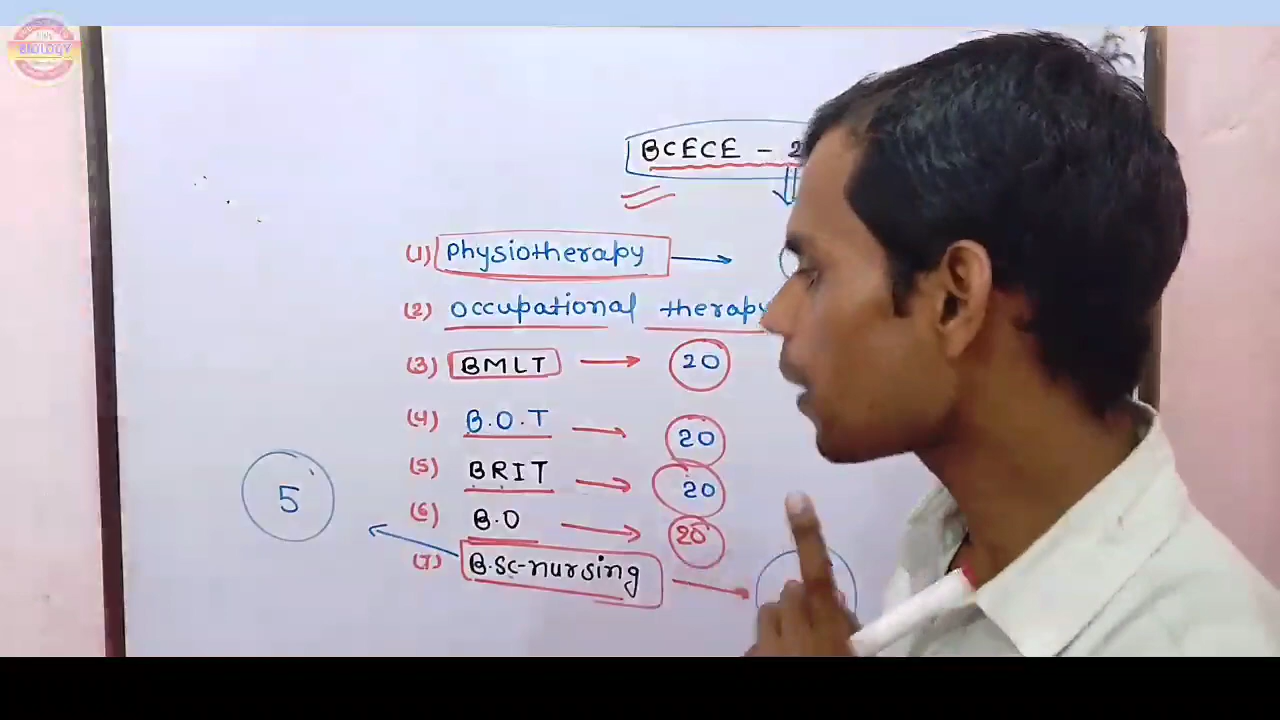 BIOLOGY
BCECE - 2
(1) Physiotherapy →
(2) Occupational therapy
(3) BMLT → 20
(4) B.O.T → 20
(5) BRIT → 20
(6) B.O → 20
5 ← (7) B.Sc-nursing →